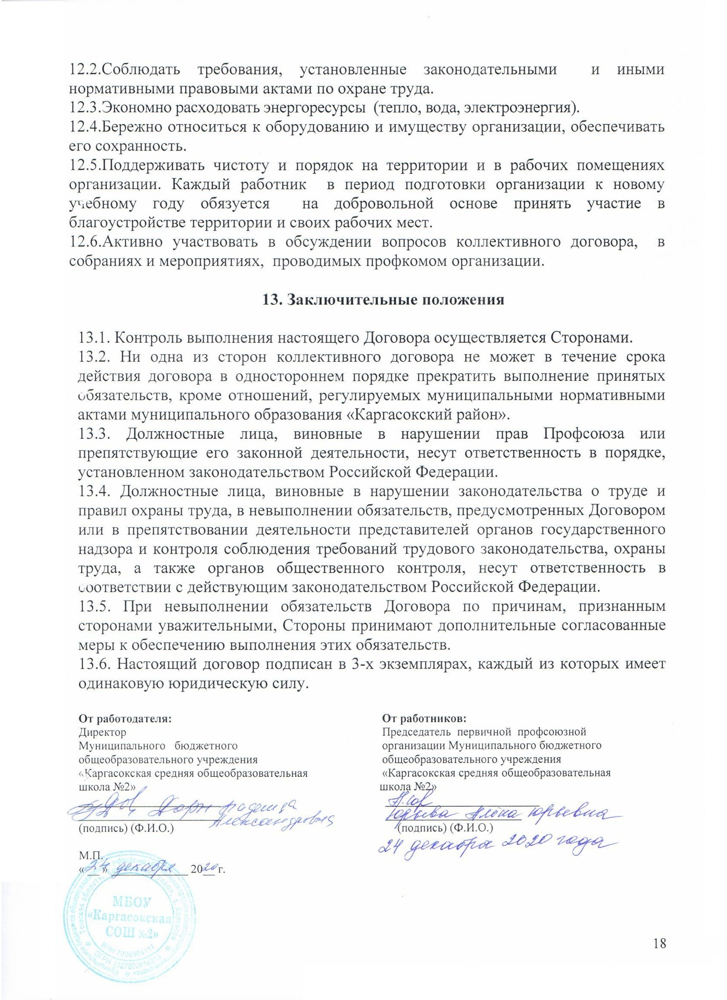 12.2.Соблюдать требования, установленные законодательными и иными
нормативными правовыми актами по охране труда.
12.3.Экономно расходовать энергоресурсы (тепло, вода, электроэнергия).
12.4.Бережно относиться к оборудованию и имуществу организации, обеспечивать
его сохранность.
12.5.Поддерживать чистоту и порядок на территории и в рабочих помещениях
организации. Каждый работник в период подготовки организации к новому
учебному году обязуется на добровольной основе принять участие в
благоустройстве территории и своих рабочих мест.
12.6.Активно участвовать в обсуждении вопросов коллективного договора, в
собраниях и мероприятиях, проводимых профкомом организации.
13. Заключительные положения
13.1. Контроль выполнения настоящего Договора осуществляется Сторонами.
13.2. Ни одна из сторон коллективного договора не может в течение срока
действия договора в одностороннем порядке прекратить выполнение принятых
обязательств, кроме отношений, регулируемых муниципальными нормативными
актами муниципального образования «Каргасокский район».
13.3. Должностные лица, виновные в нарушении прав Профсоюза или
препятствующие его законной деятельности, несут ответственность в порядке,
установленном законодательством Российской Федерации.
13.4. Должностные лица, виновные в нарушении законодательства о труде и
правил охраны труда, в невыполнении обязательств, предусмотренных Договором
или в препятствовании деятельности представителей органов государственного
надзора и контроля соблюдения требований трудового законодательства, охраны
труда, а также органов общественного контроля, несут ответственность в
соответствии с действующим законодательством Российской Федерации.
13.5. При невыполнении обязательств Договора по причинам, признанным
сторонами уважительными, Стороны принимают дополнительные согласованные
меры к обеспечению выполнения этих обязательств.
13.6. Настоящий договор подписан в 3-х экземплярах, каждый из которых имеет
одинаковую юридическую силу.
От работодателя:
Директор
Муниципального бюджетного
общеобразовательного учреждения
«Каргасокская средняя общеобразовательная
школа №2»
Надежда
Александровна
(подпись) (Ф.И.О.)
М.П.
«24» декабря 2020 г.
От работников:
Председатель первичной профсоюзной
организации Муниципального бюджетного
общеобразовательного учреждения
«Каргасокская средняя общеобразовательная
школа №2»
Юрьева Алёна Юрьевна
(подпись) (Ф.И.О.)
24 декабря 2020 года
МБОУ
«Каргасокская
СОШ №2»
ИНН 7006004117
18